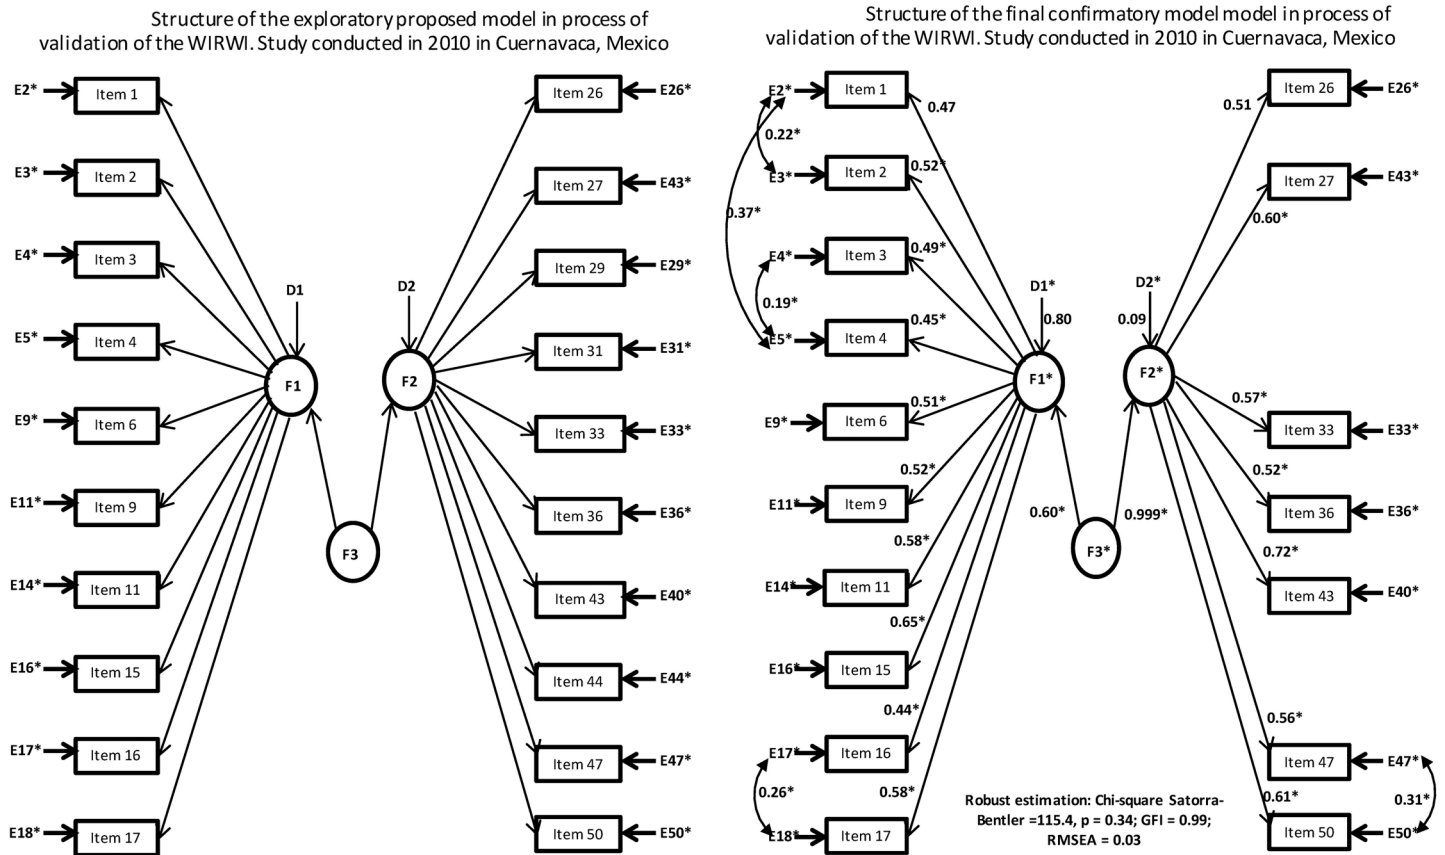 Structure of the exploratory proposed model in process of
validation of the WIRWI. Study conducted in 2010 in Cuernavaca, Mexico
E2*
Item 1
E3*
Item 2
E4*
Item 3
E5*
Item 4
E9*
Item 6
E11*
Item 9
E14*
Item 11
E16*
Item 15
E17*
Item 16
E18*
Item 17
D1
F1
D2
F2
F3
Item 26
E26*
Item 27
E43*
Item 29
E29*
Item 31
E31*
Item 33
E33*
Item 36
E36*
Item 43
E40*
Item 44
E44*
Item 47
E47*
Item 50
E50*
Structure of the final confirmatory model model in process of
validation of the WIRWI. Study conducted in 2010 in Cuernavaca, Mexico
E2*
Item 1
0.47
0.22*
E3*
Item 2
0.52*
0.37*
E4*
Item 3
0.49*
0.19*
E5*
Item 4
0.45*
E9*
Item 6
0.51*
E11*
Item 9
0.52*
E14*
Item 11
0.58*
E16*
Item 15
0.65*
E17*
Item 16
0.44*
0.26*
E18*
Item 17
0.58*
D1*
0.80
F1*
D2*
0.09
F2*
0.60*
0.999*
F3*
0.51
Item 26
E26*
Item 27
E43*
0.60*
0.57*
Item 33
E33*
0.52*
Item 36
E36*
0.72*
Item 43
E40*
0.56*
Item 47
E47*
0.61*
0.31*
Item 50
E50*
Robust estimation: Chi-square Satorra-
Bentler =115.4, p = 0.34; GFI = 0.99;
RMSEA = 0.03